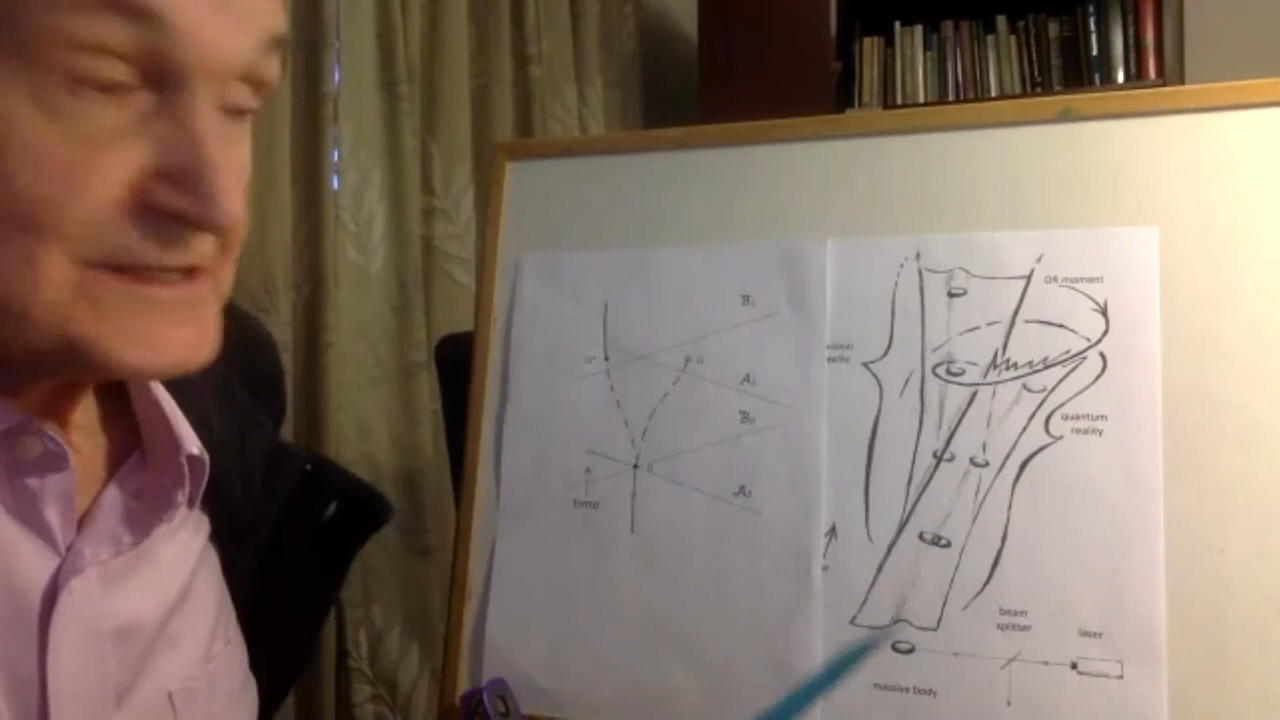 B₁
A₁
B₀
A₀
time
OR moment
quantum
reality
beam
splitter
laser
massive body